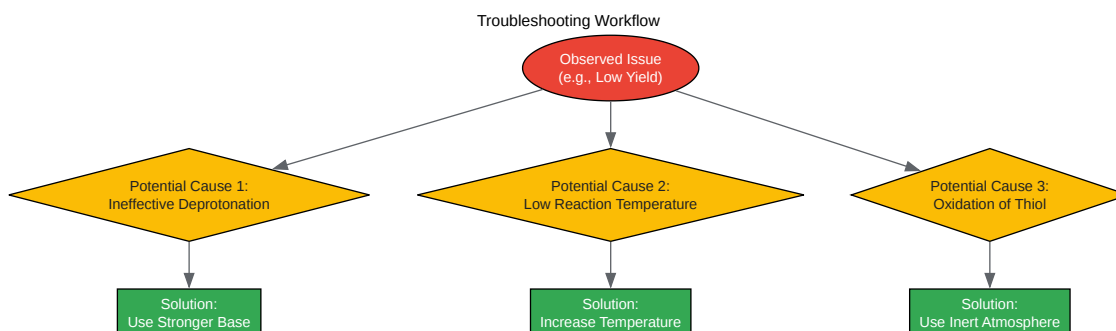 Troubleshooting Workflow
Observed Issue
(e.g., Low Yield)
Potential Cause 1:
Ineffective Deprotonation
Potential Cause 2:
Low Reaction Temperature
Potential Cause 3:
Oxidation of Thiol
Solution:
Use Stronger Base
Solution:
Increase Temperature
Solution:
Use Inert Atmosphere